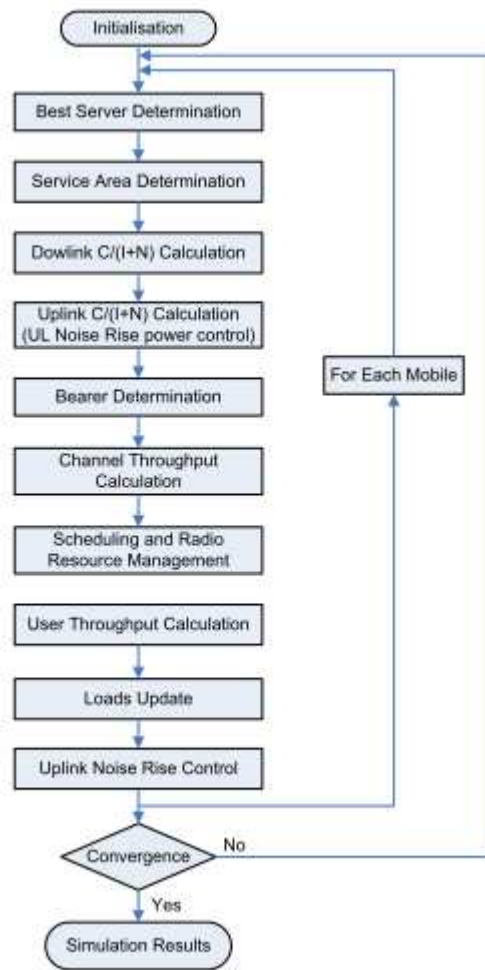 Initialisation
Best Server Determination
Service Area Determination
Dowlink C/(I+N) Calculation
Uplink C/(I+N) Calculation
(UL Noise Rise power control)
For Each Mobile
Bearer Determination
Channel Throughput
Calculation
Scheduling and Radio
Resource Management
User Throughput Calculation
Loads Update
Uplink Noise Rise Control
Convergence
No
Yes
Simulation Results